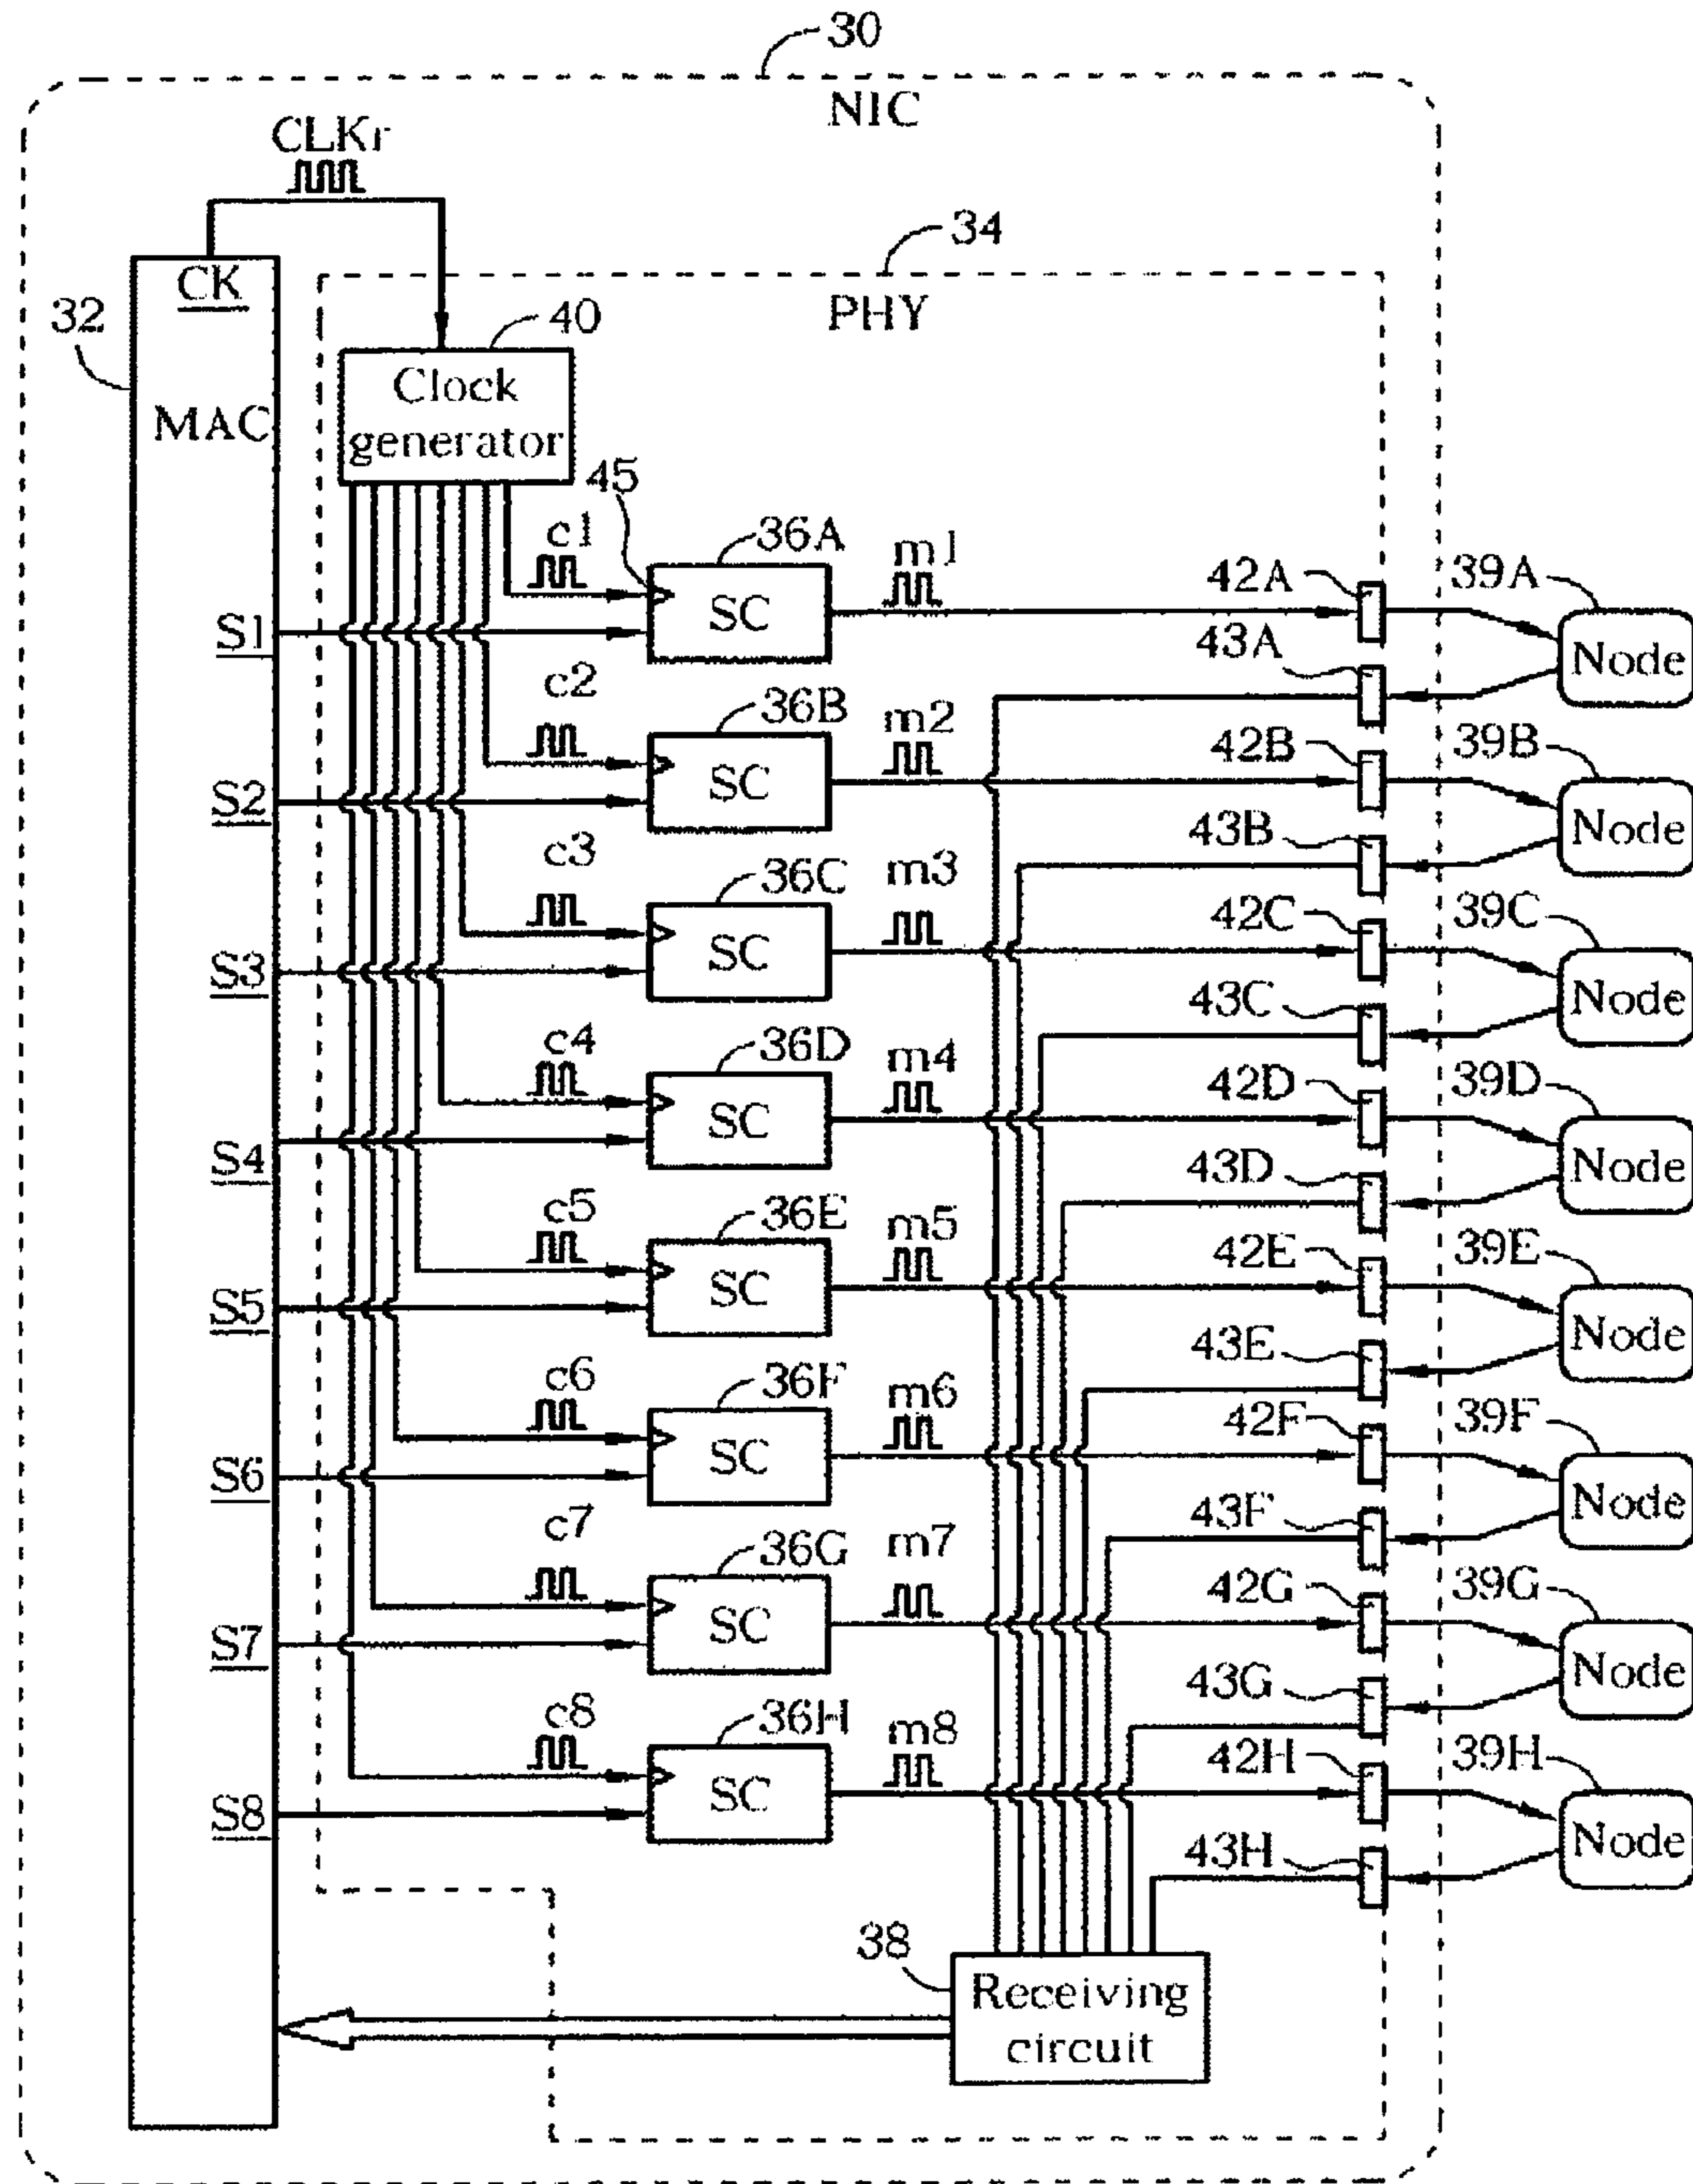 30
NIC
CLKr
34
CK
PHY
32
40
MAC
Clock
generator
45
c1
36A
m1
42A
39A
S1
SC
Node
43A
c2
36B
m2
42B
39B
S2
SC
Node
43B
c3
36C
m3
42C
39C
S3
SC
Node
43C
c4
36D
m4
42D
39D
S4
SC
Node
43D
c5
36E
m5
42E
39E
S5
SC
Node
43E
c6
36F
m6
42F
39F
S6
SC
Node
43F
c7
36G
m7
42G
39G
S7
SC
Node
43G
c8
36H
m8
42H
39H
S8
SC
Node
43H
38
Receiving
circuit